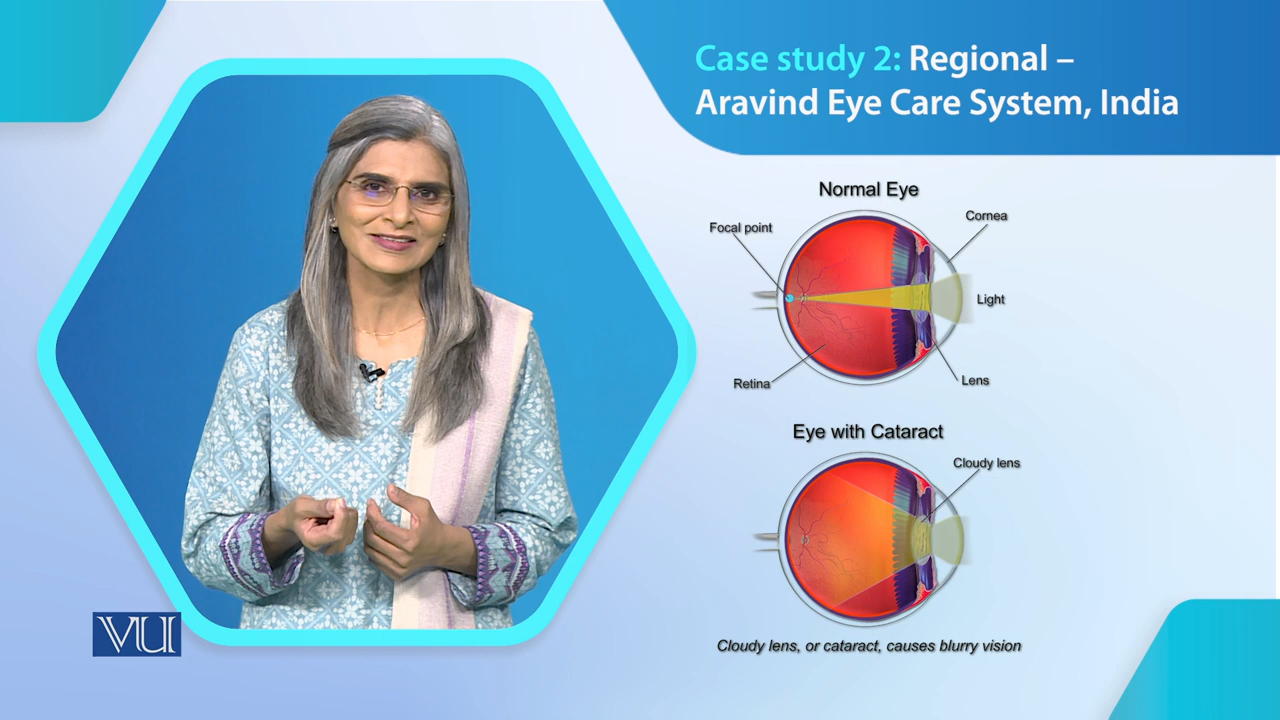 Case study 2: Regional –
Aravind Eye Care System, India
Normal Eye
Focal point
Cornea
Light
Retina
Lens
Eye with Cataract
Cloudy lens
Cloudy lens, or cataract, causes blurry vision
VU